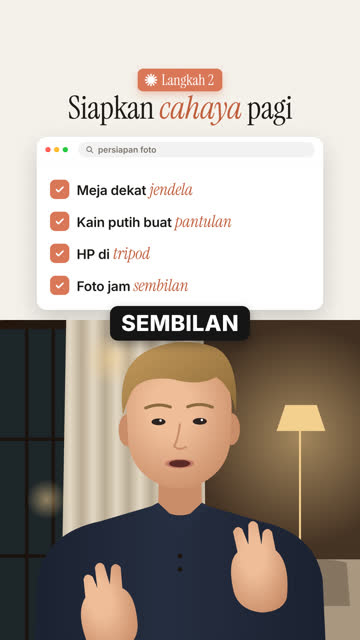 Langkah 2
Siapkan cahaya pagi
persiapan foto
Meja dekat jendela
Kain putih buat pantulan
HP di tripod
Foto jam sembilan
SEMBILAN